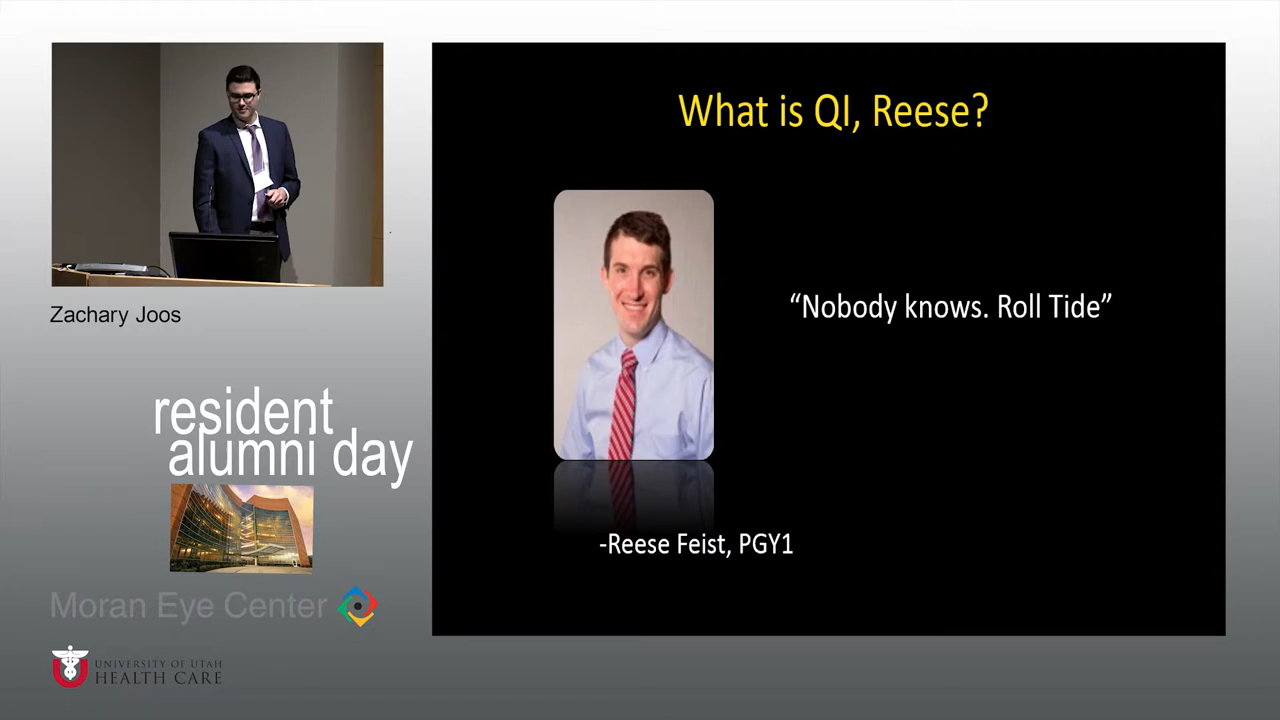 Zachary Joos
resident
alumni day
Moran Eye Center
UNIVERSITY OF UTAH
HEALTH CARE
What is QI, Reese?
“Nobody knows. Roll Tide”
-Reese Feist, PGY1